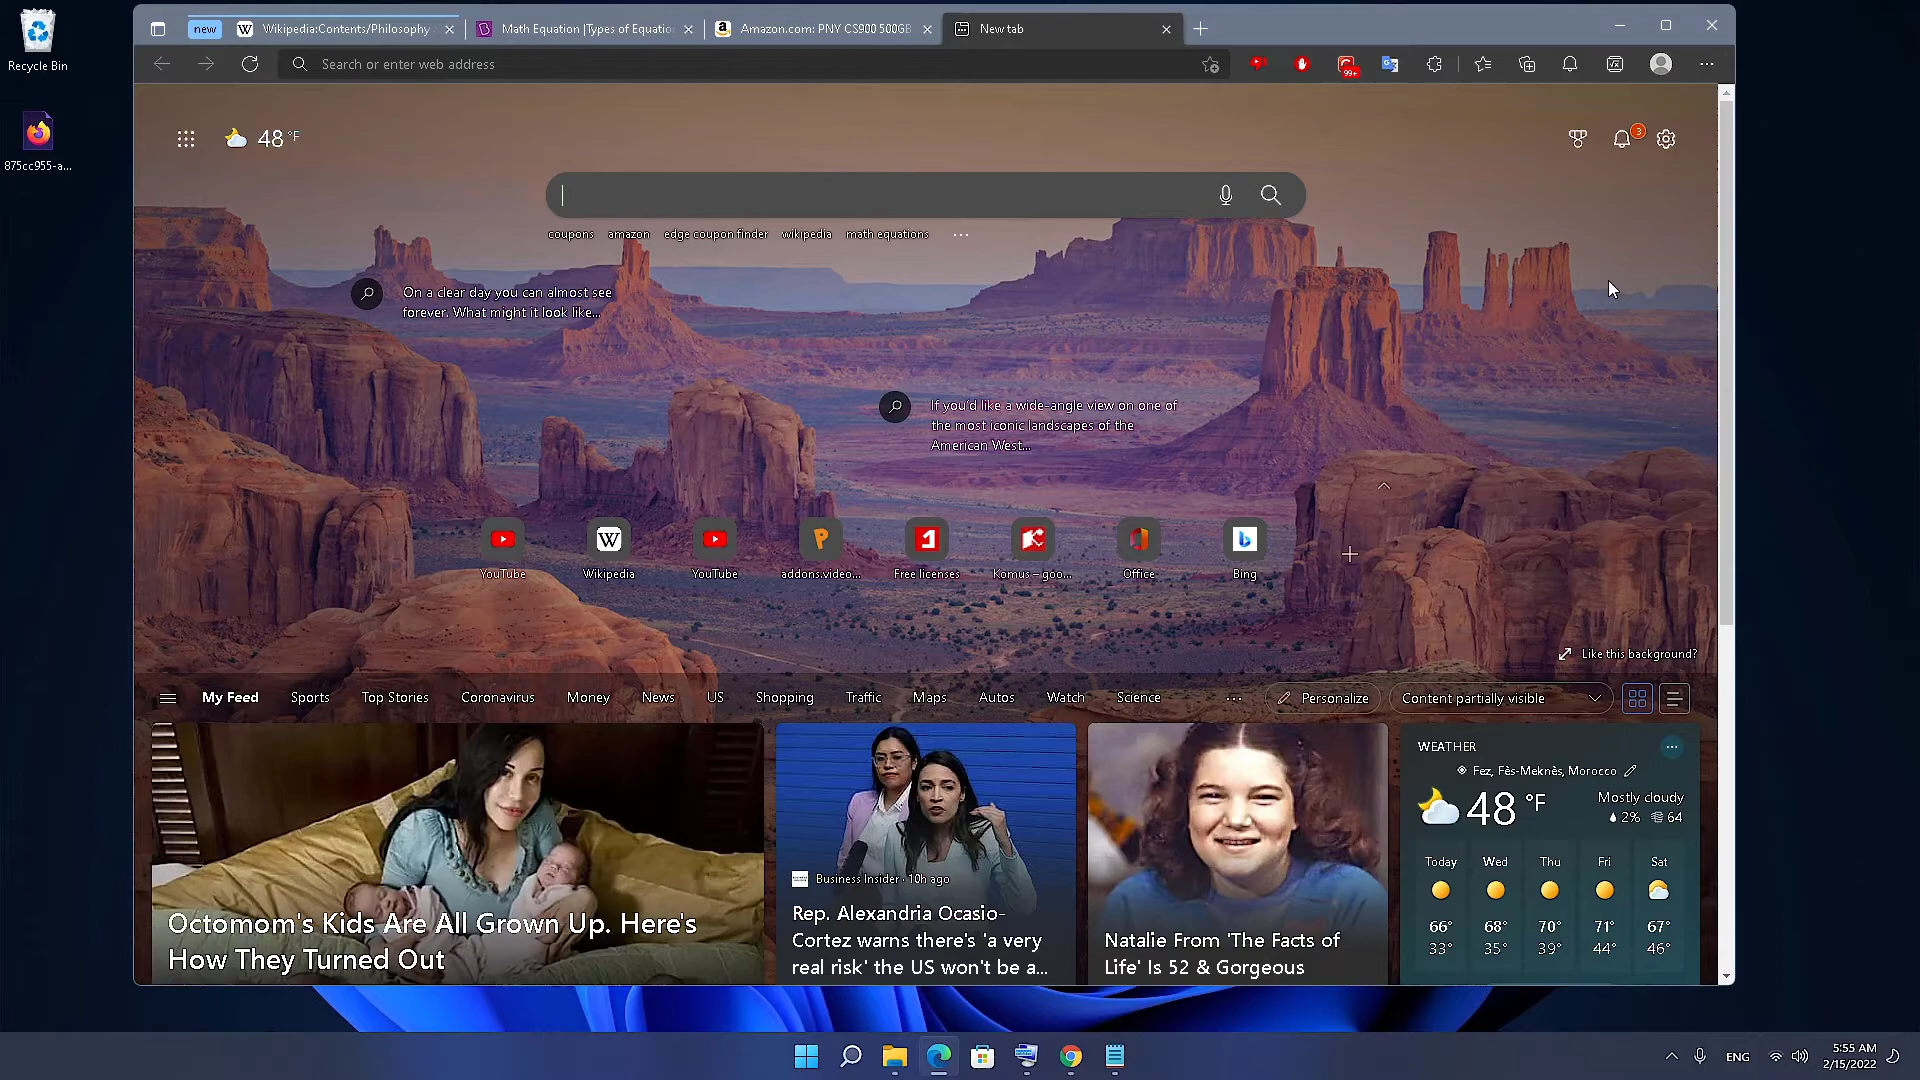 Recycle Bin
875cc955-a...
new
Wikipedia:Contents/Philosophy
Math Equation |Types of Equatio
Amazon.com: PNY CS900 500GB
New tab
Search or enter web address
99+
48 °F
3
coupons amazon edge coupon finder wikipedia math equations ...
On a clear day you can almost see
forever. What might it look like...
If you'd like a wide-angle view on one of
the most iconic landscapes of the
American West...
YouTube
Wikipedia
YouTube
addons.video...
Free licenses
Komus – goo...
Office
Bing
Like this background?
My Feed Sports Top Stories Coronavirus Money News US Shopping Traffic Maps Autos Watch Science ...
Personalize
Content partially visible
Octomom's Kids Are All Grown Up. Here's
How They Turned Out
Business Insider · 10h ago
Rep. Alexandria Ocasio-
Cortez warns there's 'a very
real risk' the US won't be a...
Natalie From 'The Facts of
Life' Is 52 & Gorgeous
WEATHER
Fez, Fès-Meknès, Morocco
48 °F
Mostly cloudy
2% 64
Today Wed Thu Fri Sat
66° 68° 70° 71° 67°
33° 35° 39° 44° 46°
ENG
5:55 AM
2/15/2022